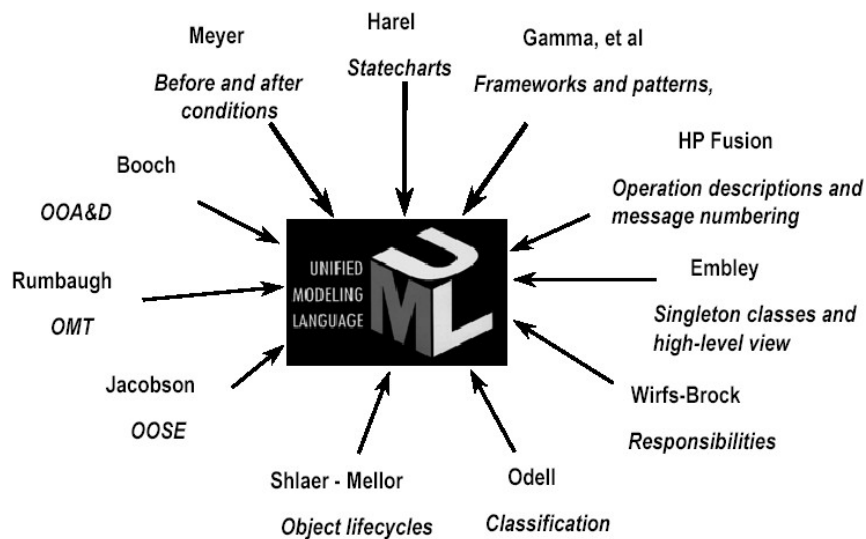 Meyer
Before and after
conditions
Harel
Statecharts
Gamma, et al
Frameworks and patterns,
HP Fusion
Operation descriptions and
message numbering
Booch
OOA&D
Embley
Singleton classes and
high-level view
Rumbaugh
OMT
UNIFIED
MODELING
LANGUAGE
UML
Wirfs-Brock
Responsibilities
Jacobson
OOSE
Shlaer - Mellor
Object lifecycles
Odell
Classification